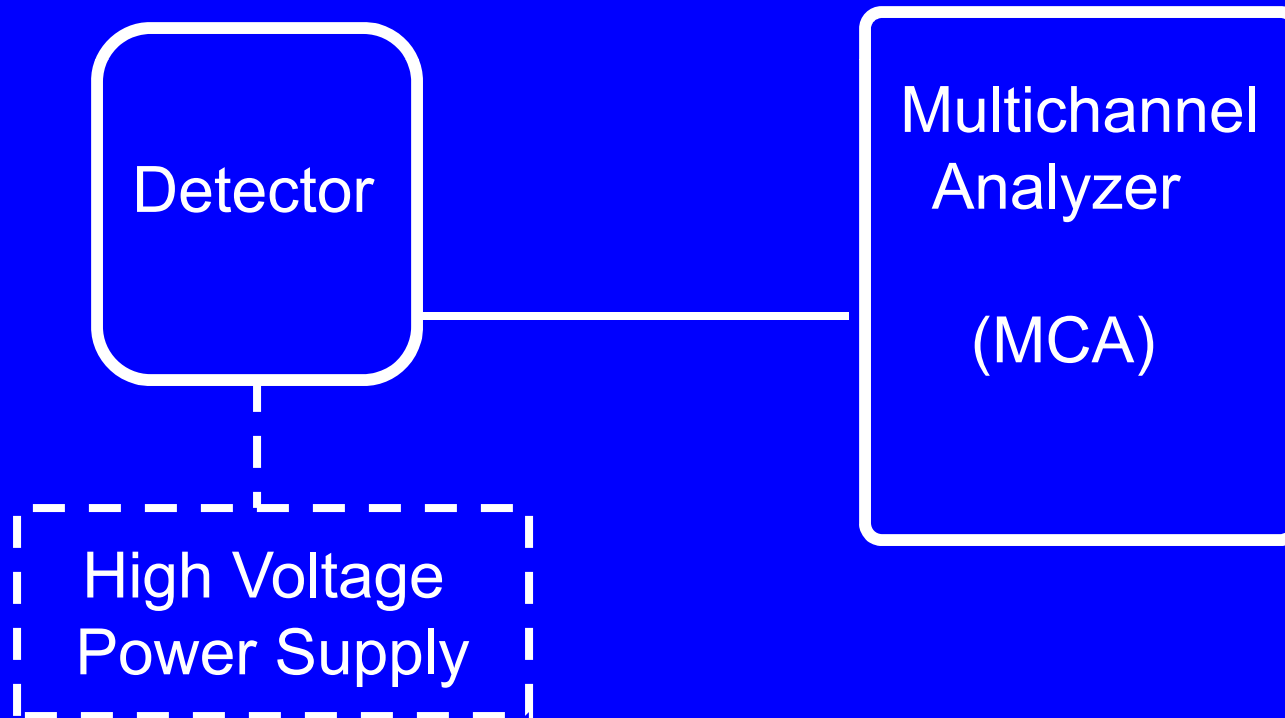 Detector
Multichannel
Analyzer
(MCA)
High Voltage
Power Supply